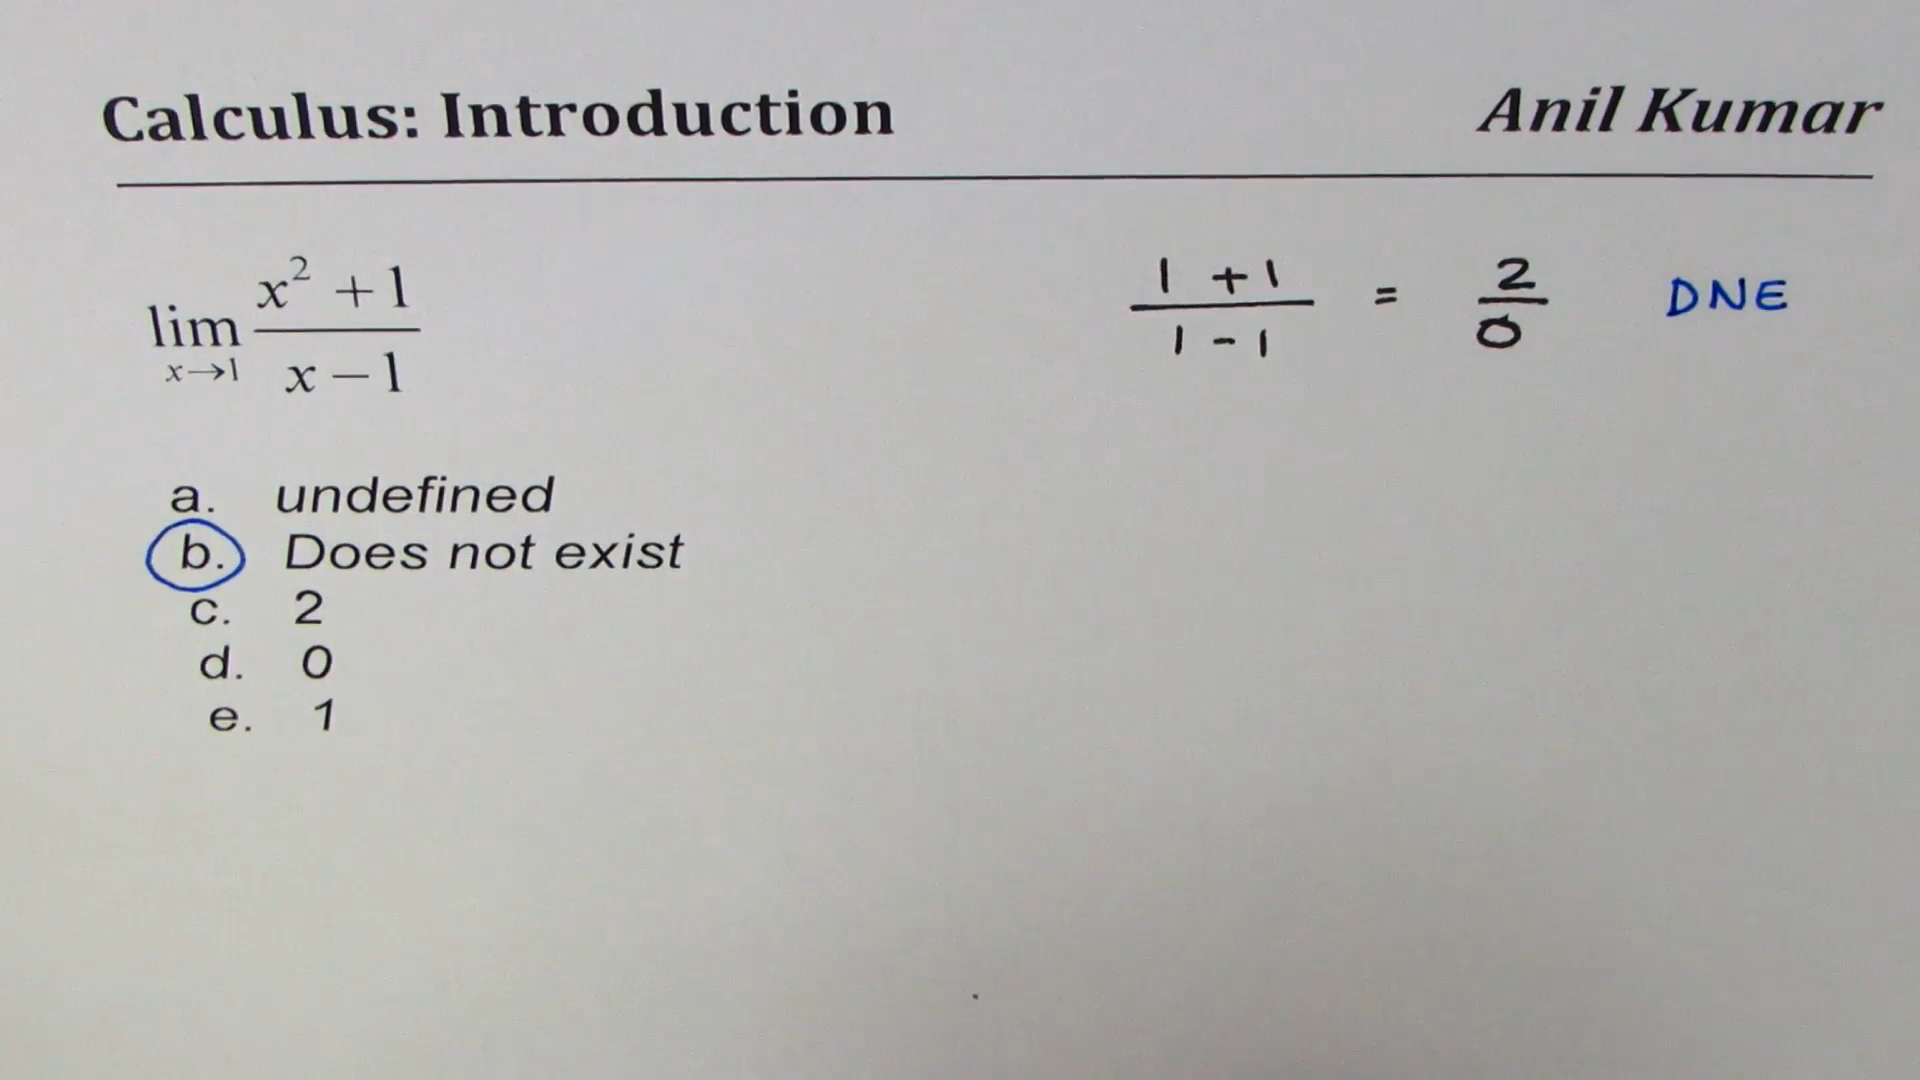 Calculus: Introduction Anil Kumar
lim x→1 (x² + 1)/(x − 1)
(1 + 1)/(1 - 1) = 2/0 DNE
a. undefined
b. Does not exist
c. 2
d. 0
e. 1